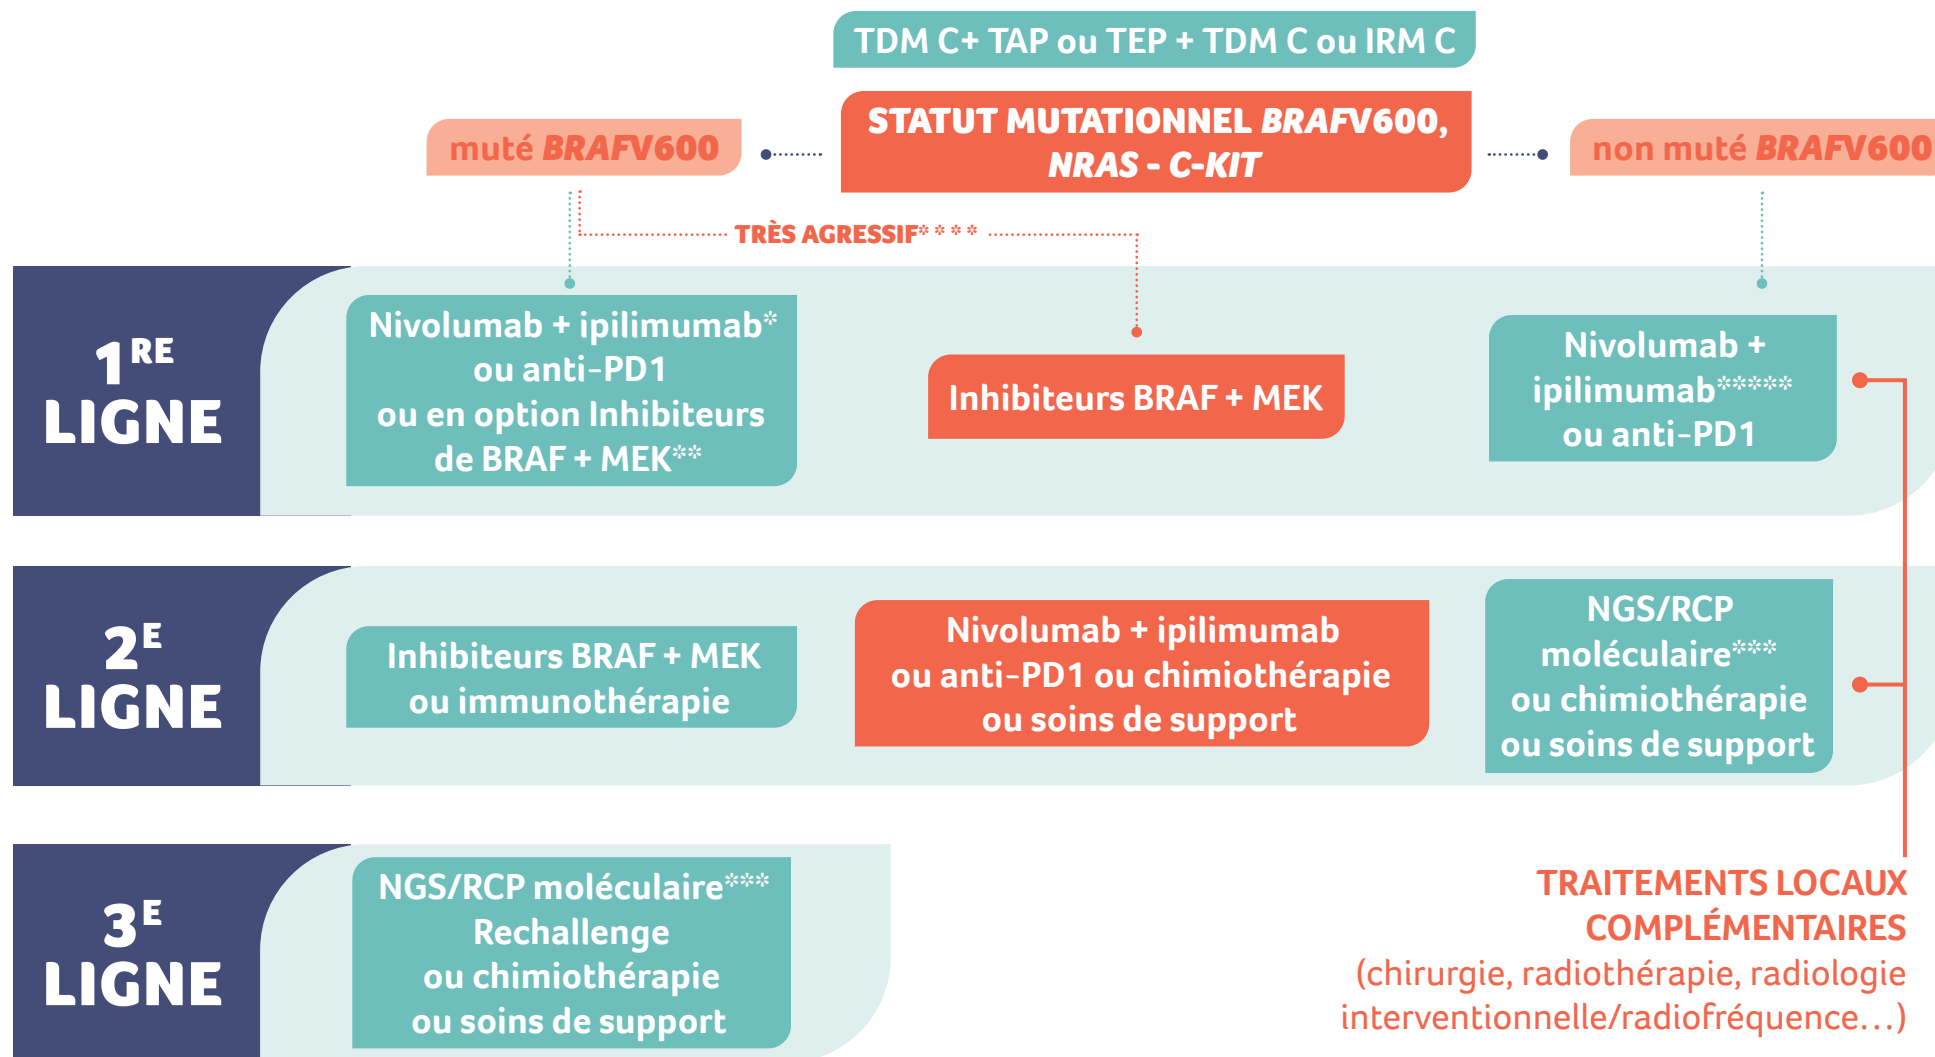 TDM C+ TAP ou TEP + TDM C ou IRM C
STATUT MUTATIONNEL BRAFV600,
NRAS - C-KIT
muté BRAFV600
non muté BRAFV600
TRÈS AGRESSIF****
1RE
LIGNE
Nivolumab + ipilimumab*
ou anti-PD1
ou en option Inhibiteurs
de BRAF + MEK**
Inhibiteurs BRAF + MEK
Nivolumab +
ipilimumab*****
ou anti-PD1
2E
LIGNE
Inhibiteurs BRAF + MEK
ou immunothérapie
Nivolumab + ipilimumab
ou anti-PD1 ou chimiothérapie
ou soins de support
NGS/RCP
moléculaire***
ou chimiothérapie
ou soins de support
3E
LIGNE
NGS/RCP moléculaire***
Rechallenge
ou chimiothérapie
ou soins de support
TRAITEMENTS LOCAUX
COMPLÉMENTAIRES
(chirurgie, radiothérapie, radiologie
interventionnelle/radiofréquence...)